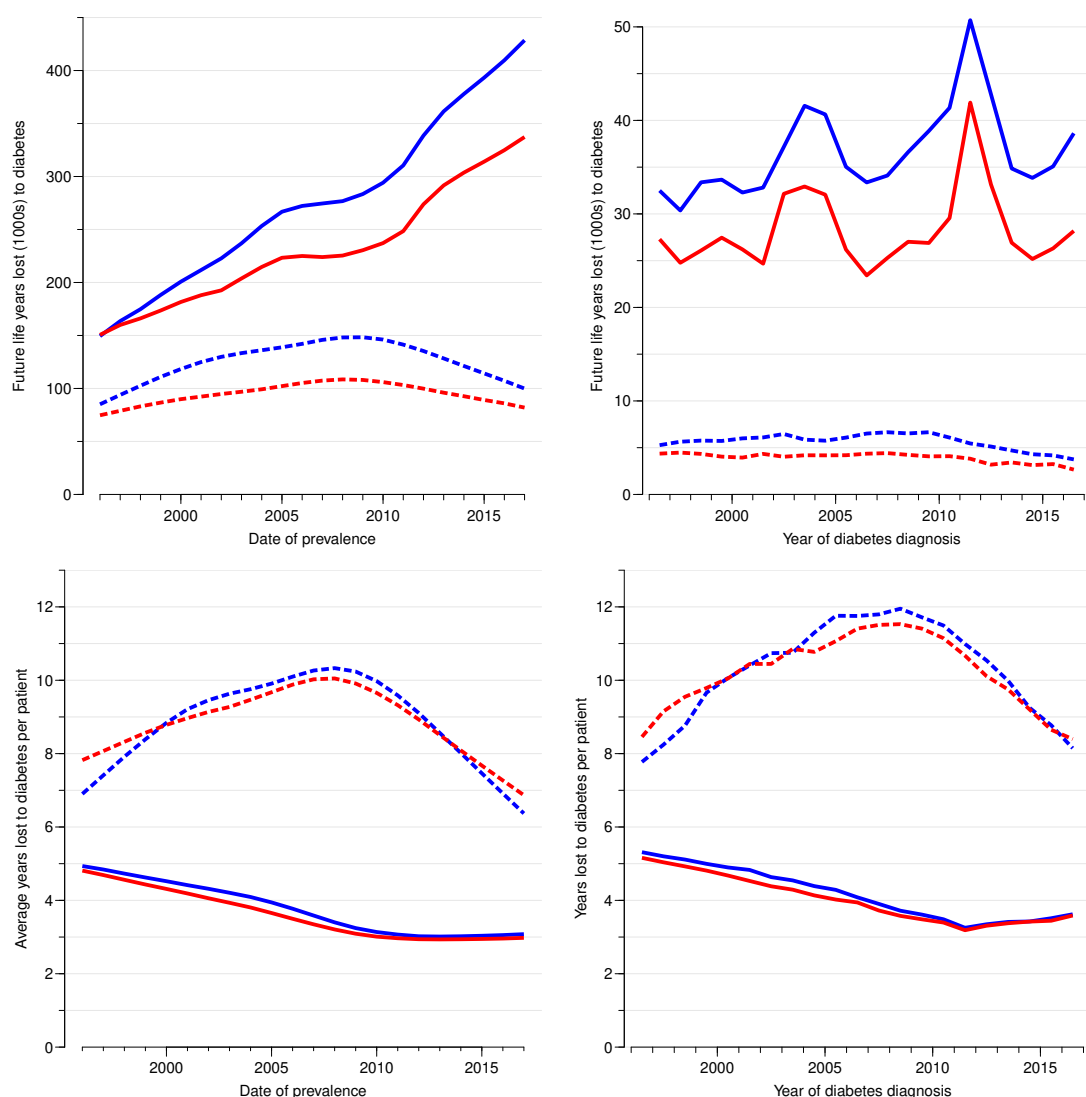 Future life years lost (1000s) to diabetes
400
300
200
100
0
2000 2005 2010 2015
Date of prevalence
Future life years lost (1000s) to diabetes
50
40
30
20
10
0
2000 2005 2010 2015
Year of diabetes diagnosis
Average years lost to diabetes per patient
12
10
8
6
4
2
0
2000 2005 2010 2015
Date of prevalence
Years lost to diabetes per patient
12
10
8
6
4
2
0
2000 2005 2010 2015
Year of diabetes diagnosis